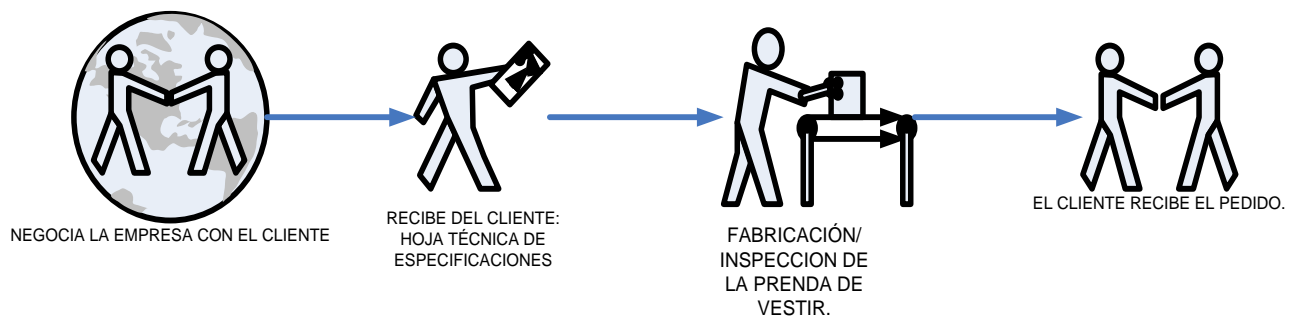 NEGOCIA LA EMPRESA CON EL CLIENTE
RECIBE DEL CLIENTE:
HOJA TÉCNICA DE
ESPECIFICACIONES
FABRICACIÓN/
INSPECCION DE
LA PRENDA DE
VESTIR.
EL CLIENTE RECIBE EL PEDIDO.